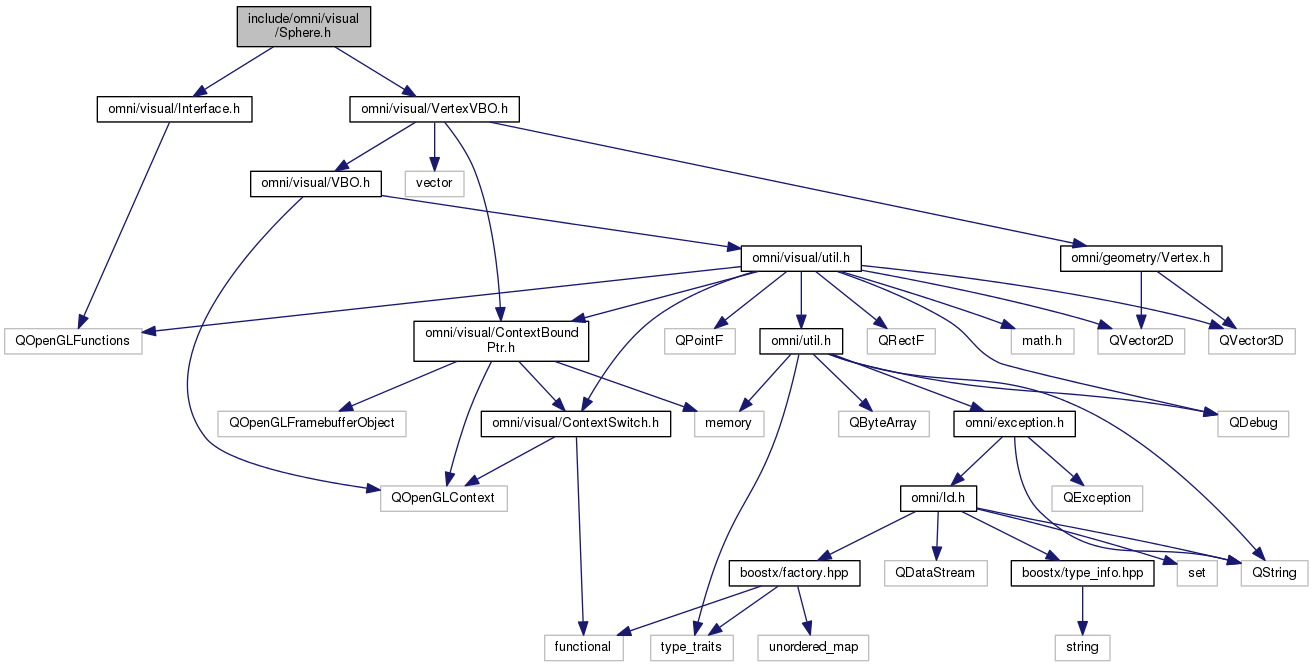 include/omni/visual
/Sphere.h
omni/visual/Interface.h
omni/visual/VertexVBO.h
omni/visual/VBO.h
vector
omni/visual/util.h
omni/geometry/Vertex.h
QOpenGLFunctions
omni/visual/ContextBound
Ptr.h
QPointF
omni/util.h
QRectF
math.h
QVector2D
QVector3D
QOpenGLFramebufferObject
omni/visual/ContextSwitch.h
memory
QByteArray
omni/exception.h
QDebug
QOpenGLContext
omni/Id.h
QException
boostx/factory.hpp
QDataStream
boostx/type_info.hpp
set
QString
functional
type_traits
unordered_map
string